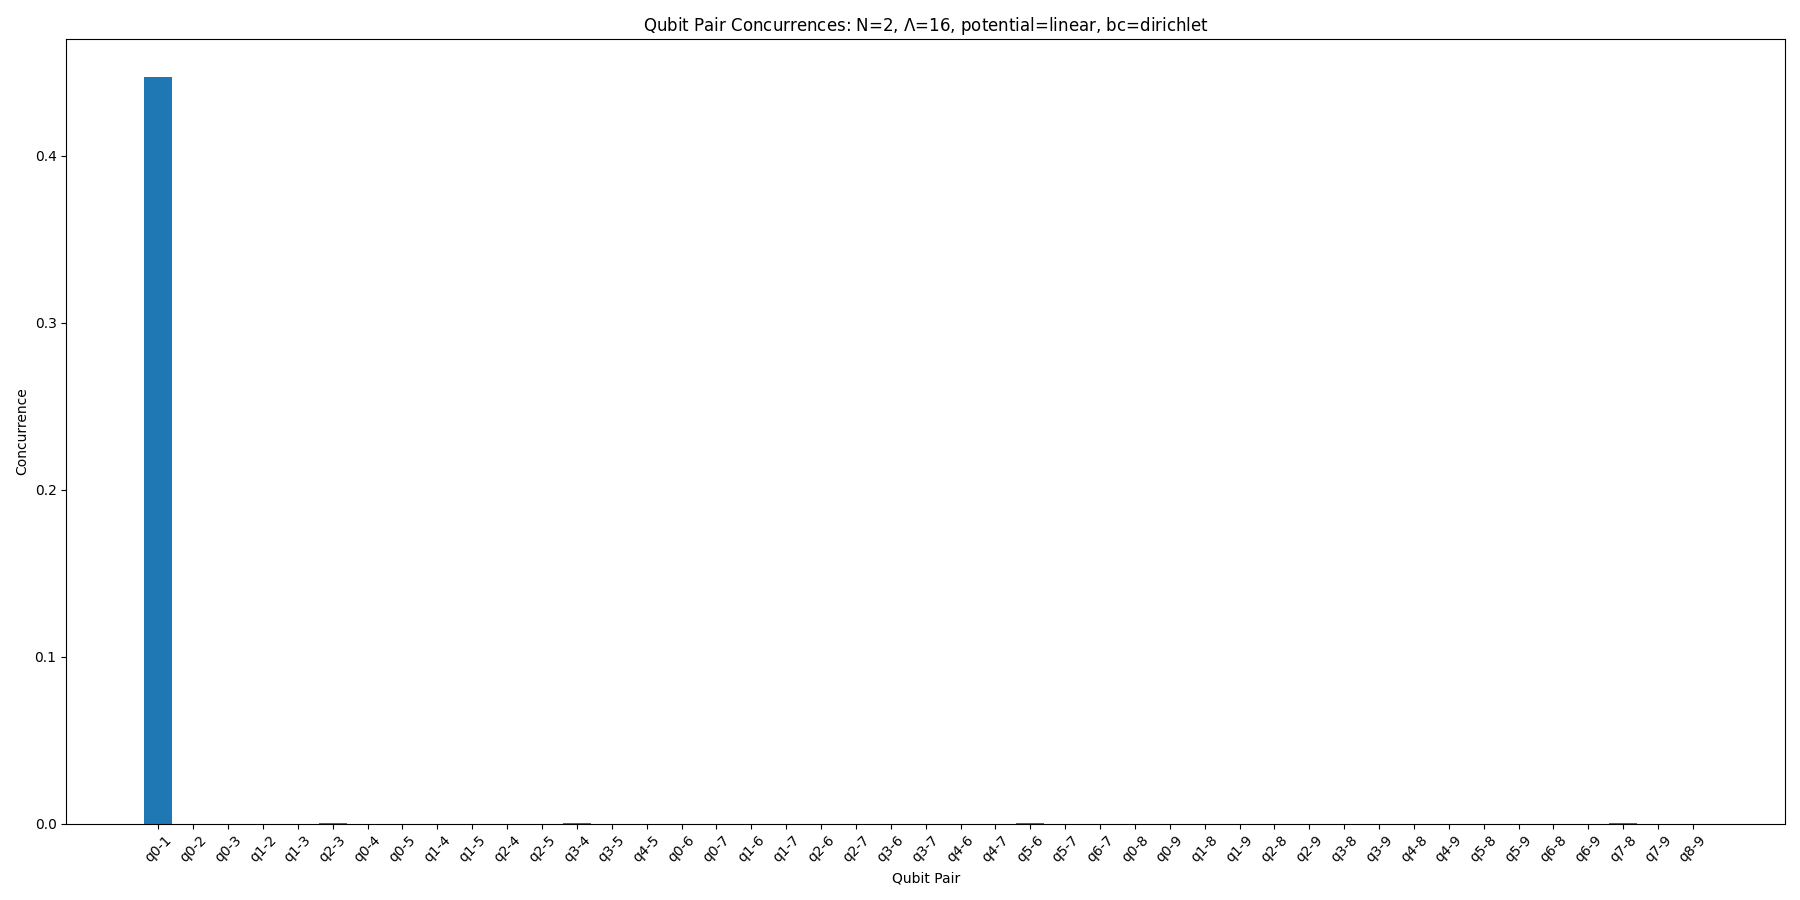 Qubit Pair Concurrences: N=2, Λ=16, potential=linear, bc=dirichlet
Concurrence
0.4
0.3
0.2
0.1
0.0
q0-1 q0-2 q0-3 q1-2 q1-3 q2-3 q0-4 q0-5 q1-4 q1-5 q2-4 q2-5 q3-4 q3-5 q4-5 q0-6 q0-7 q1-6 q1-7 q2-6 q2-7 q3-6 q3-7 q4-6 q4-7 q5-6 q5-7 q6-7 q0-8 q0-9 q1-8 q1-9 q2-8 q2-9 q3-8 q3-9 q4-8 q4-9 q5-8 q5-9 q6-8 q6-9 q7-8 q7-9 q8-9
Qubit Pair